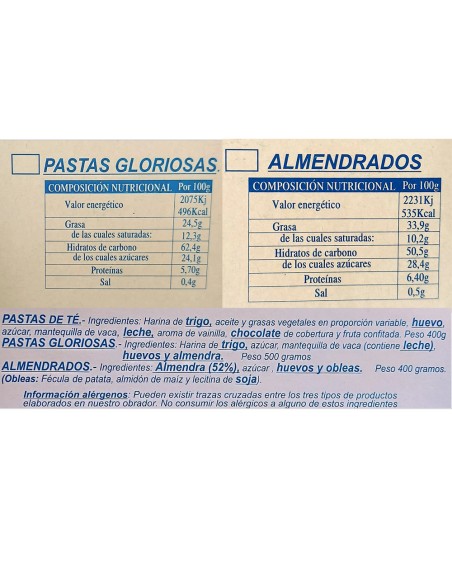 PASTAS GLORIOSAS
COMPOSICIÓN NUTRICIONAL Por 100g
Valor energético 2075Kj
496Kcal
Grasa 24,5g
de las cuales saturadas: 12,3g
Hidratos de carbono 62,4g
de los cuales azúcares 24,1g
Proteínas 5,70g
Sal 0,4g
ALMENDRADOS
COMPOSICIÓN NUTRICIONAL Por 100g
Valor energético 2231Kj
535Kcal
Grasa 33,9g
de las cuales saturadas: 10,2g
Hidratos de carbono 50,5g
de los cuales azúcares 28,4g
Proteínas 6,40g
Sal 0,5g
PASTAS DE TÉ.- Ingredientes: Harina de trigo, aceite y grasas vegetales en proporción variable, huevo,
azúcar, mantequilla de vaca, leche, aroma de vainilla, chocolate de cobertura y fruta confitada. Peso 400g
PASTAS GLORIOSAS.- Ingredientes: Harina de trigo, azúcar, mantequilla de vaca (contiene leche),
huevos y almendra. Peso 500 gramos
ALMENDRADOS.- Ingredientes: Almendra (52%), azúcar, huevos y obleas. Peso 400 gramos.
(Obleas: Fécula de patata, almidón de maíz y lecitina de soja).
Información alérgenos: Pueden existir trazas cruzadas entre los tres tipos de productos
elaborados en nuestro obrador. No consumir los alérgicos a alguno de estos ingredientes